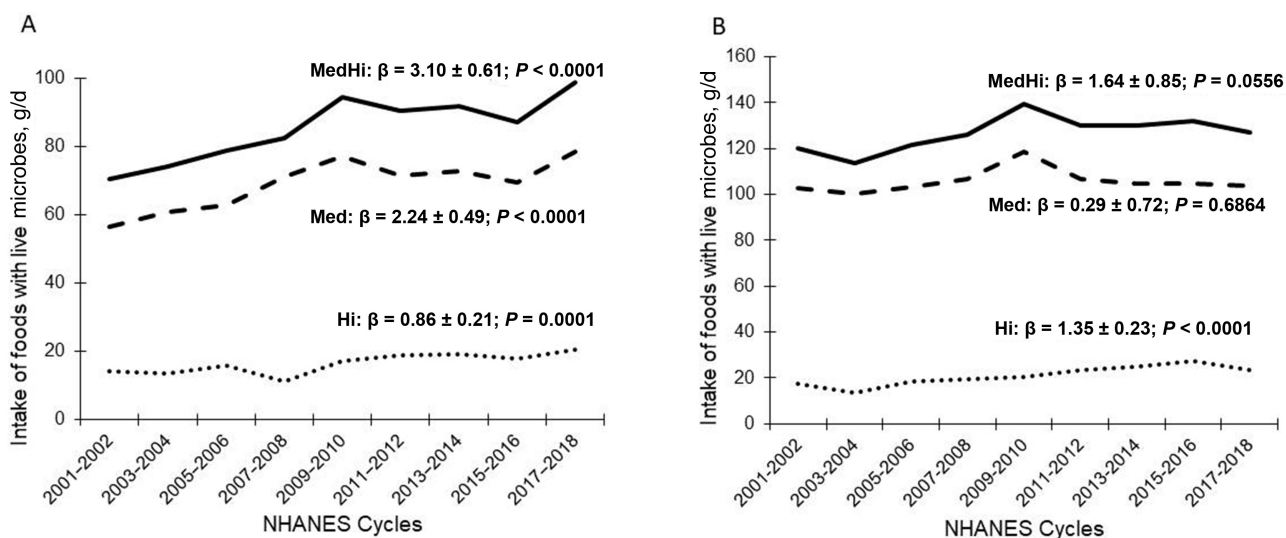 A
Intake of foods with live microbes, g/d
100
80
60
40
20
0
MedHi: β = 3.10 ± 0.61; P < 0.0001
Med: β = 2.24 ± 0.49; P < 0.0001
Hi: β = 0.86 ± 0.21; P = 0.0001
2001-2002
2003-2004
2005-2006
2007-2008
2009-2010
2011-2012
2013-2014
2015-2016
2017-2018
NHANES Cycles
B
Intake of foods with live microbes, g/d
160
140
120
100
80
60
40
20
0
MedHi: β = 1.64 ± 0.85; P = 0.0556
Med: β = 0.29 ± 0.72; P = 0.6864
Hi: β = 1.35 ± 0.23; P < 0.0001
2001-2002
2003-2004
2005-2006
2007-2008
2009-2010
2011-2012
2013-2014
2015-2016
2017-2018
NHANES Cycles